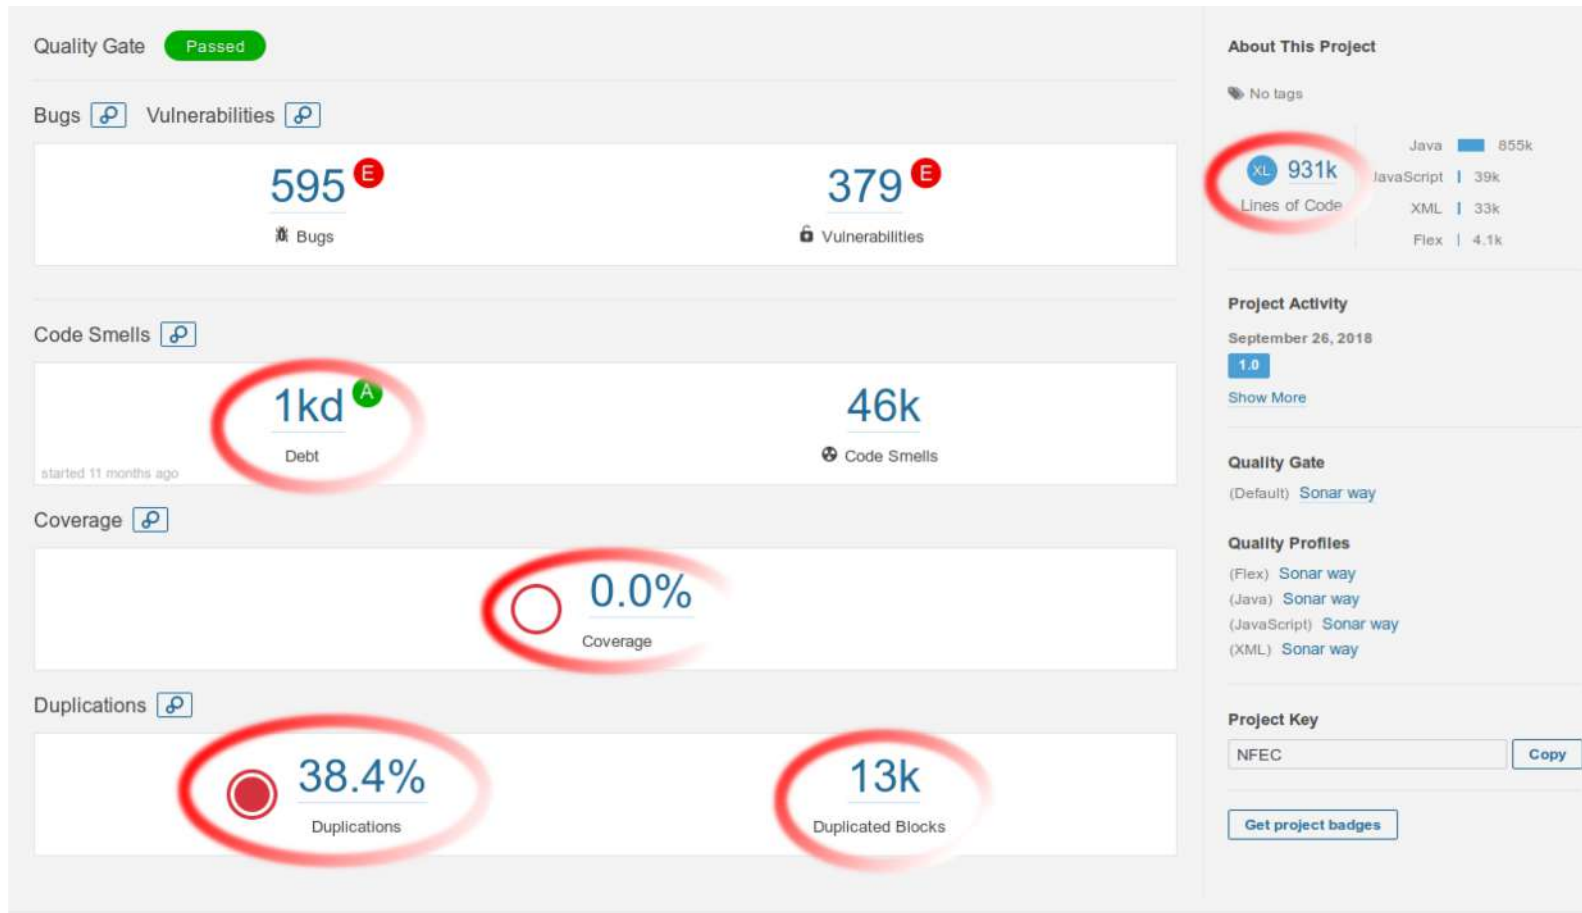 Quality Gate Passed
Bugs Vulnerabilities
595 E
Bugs
379 E
Vulnerabilities
Code Smells
1kd A
Debt
started 11 months ago
46k
Code Smells
Coverage
0.0%
Coverage
Duplications
38.4%
Duplications
13k
Duplicated Blocks
About This Project
No tags
XL 931k
Lines of Code
Java 855k
JavaScript 39k
XML 33k
Flex 4.1k
Project Activity
September 26, 2018
1.0
Show More
Quality Gate
(Default) Sonar way
Quality Profiles
(Flex) Sonar way
(Java) Sonar way
(JavaScript) Sonar way
(XML) Sonar way
Project Key
NFEC Copy
Get project badges